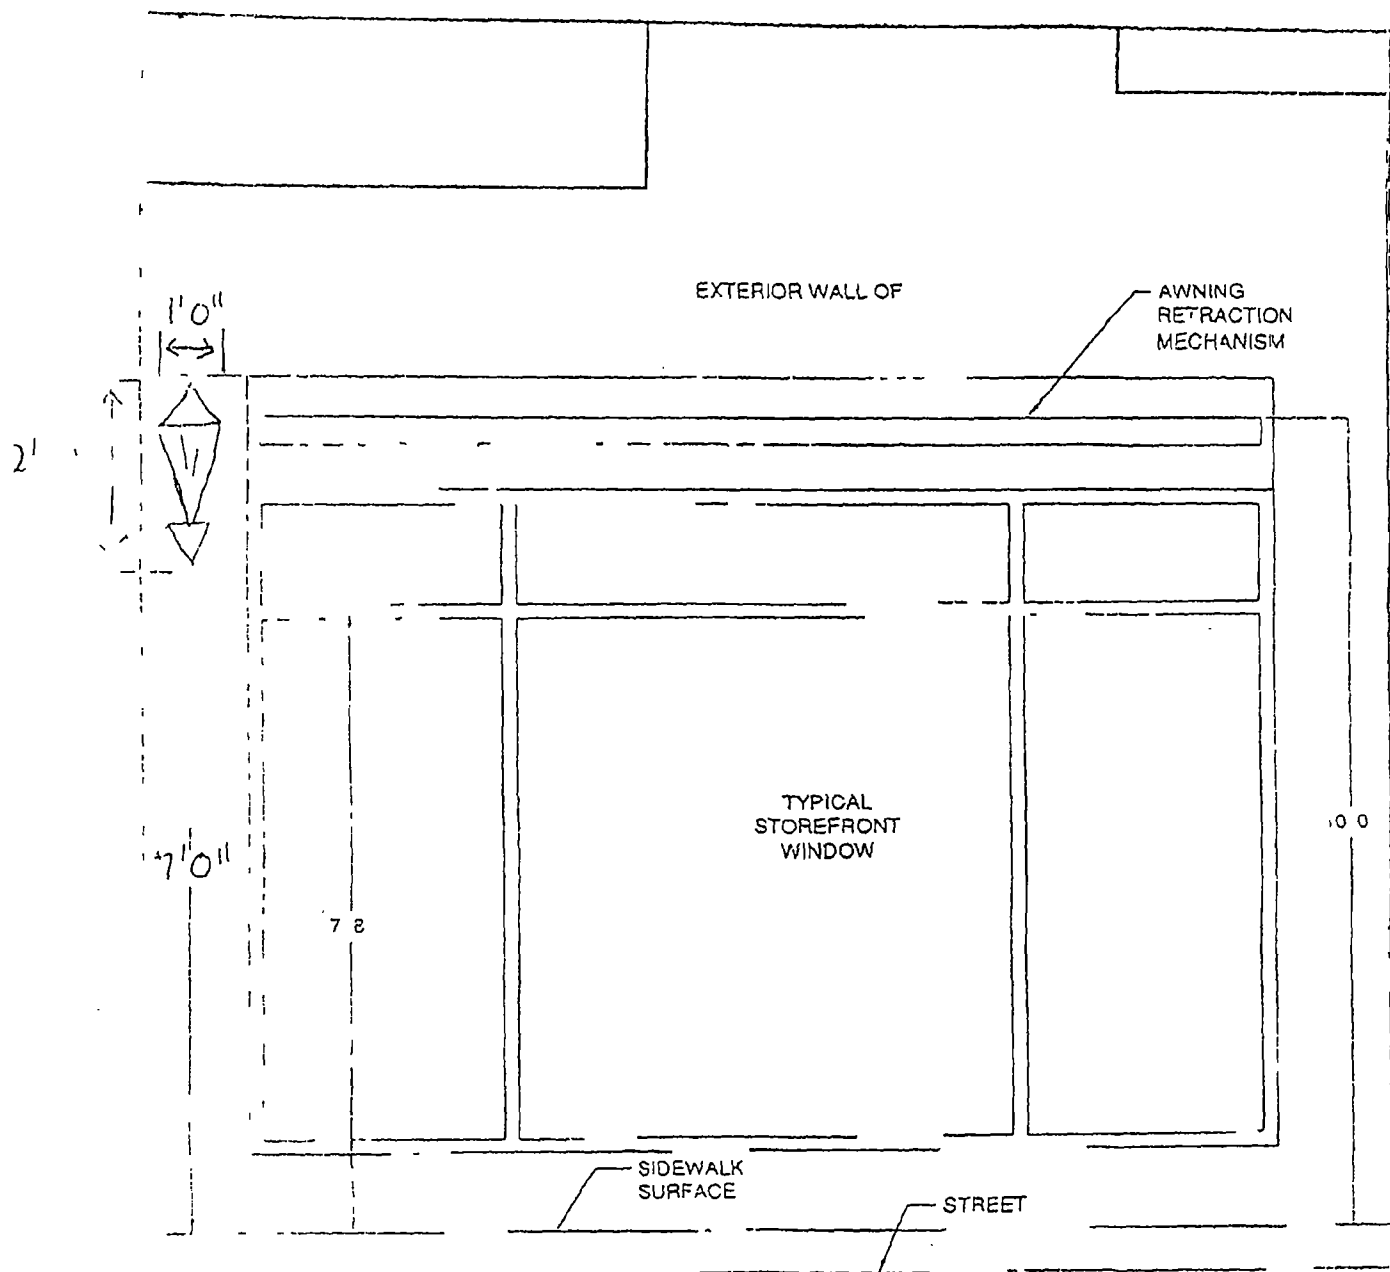 EXTERIOR WALL OF
AWNING
RETRACTION
MECHANISM
1'0"
2'
TYPICAL
STOREFRONT
WINDOW
7'0"
7 8
SIDEWALK
SURFACE
STREET